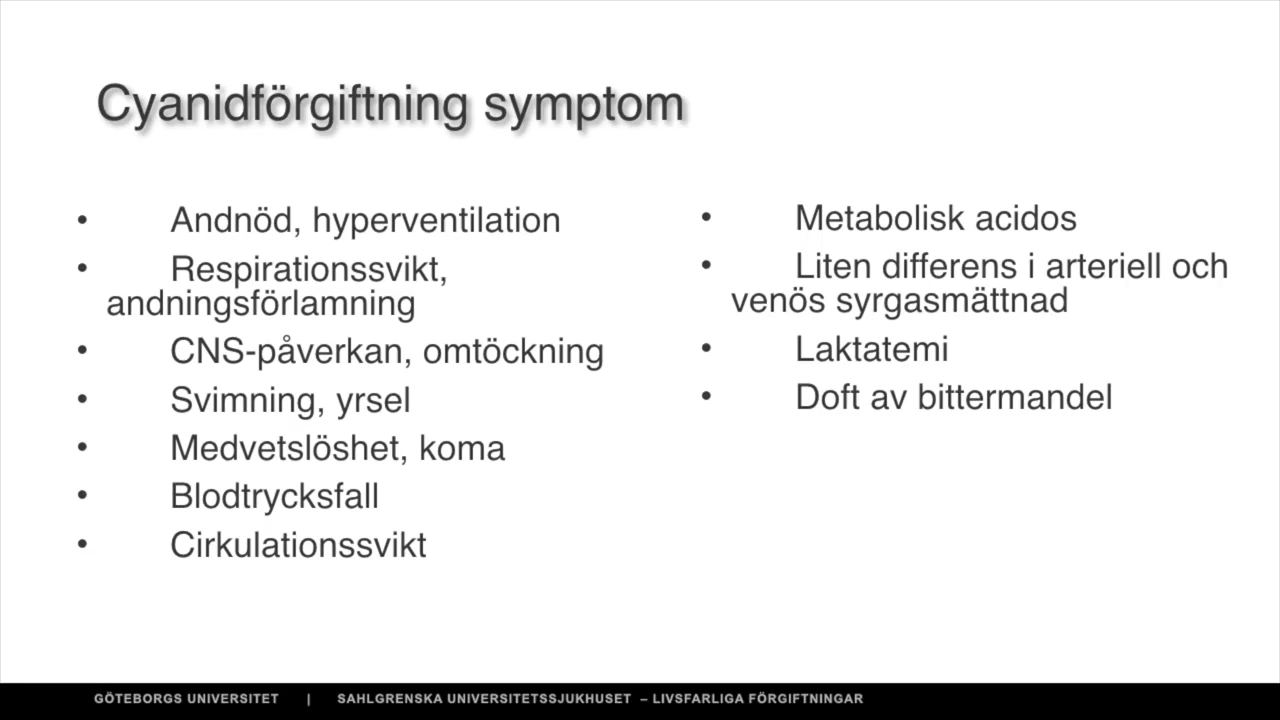 Cyanidförgiftning symptom
• Andnöd, hyperventilation
• Respirationssvikt,
andningsförlamning
• CNS-påverkan, omtöckning
• Svimning, yrsel
• Medvetslöshet, koma
• Blodtrycksfall
• Cirkulationssvikt
• Metabolisk acidos
• Liten differens i arteriell och
venös syrgasmättnad
• Laktatemi
• Doft av bittermandel
GÖTEBORGS UNIVERSITET | SAHLGRENSKA UNIVERSITETSSJUKHUSET – LIVSFARLIGA FÖRGIFTNINGAR